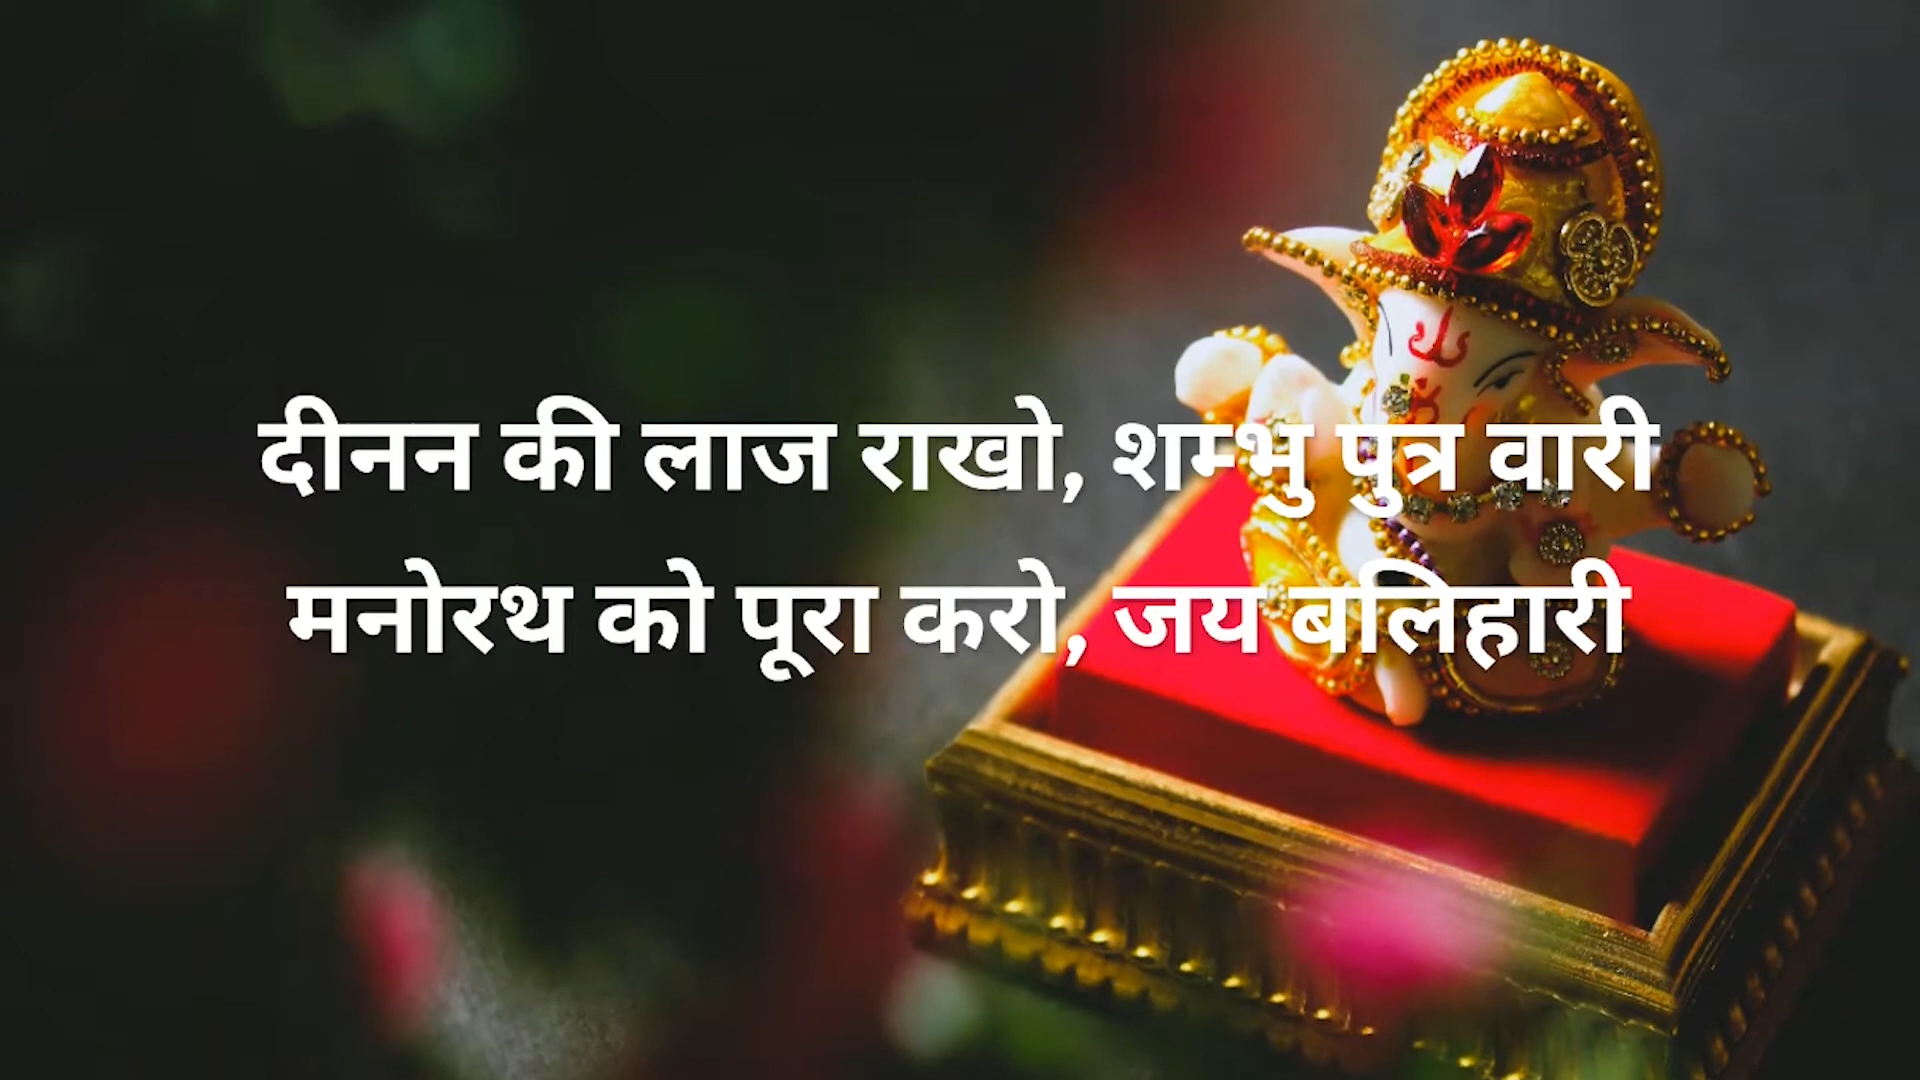 दीनन की लाज राखो, शम्भु पुत्र वारी
मनोरथ को पूरा करो, जय बलिहारी